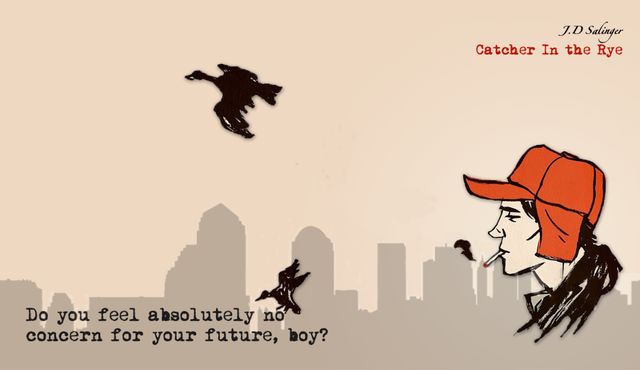 J.D Salinger
Catcher In the Rye
Do you feel absolutely no
concern for your future, boy?